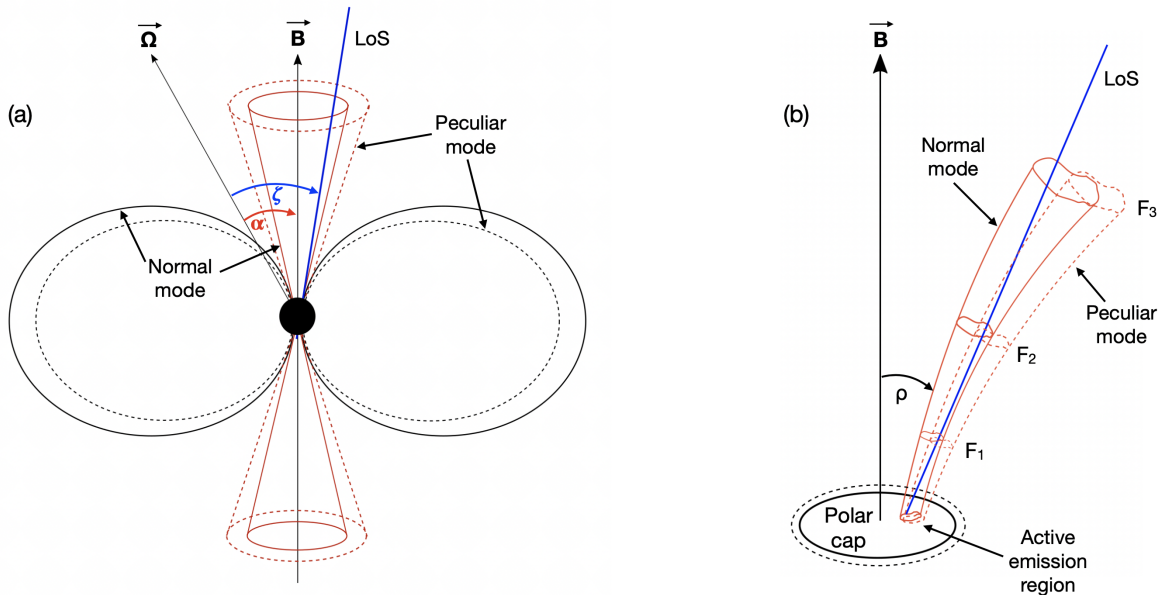 (a)
Ω
B
LoS
Peculiar
mode
ζ
α
Normal
mode
(b)
B
LoS
Normal
mode
F₃
Peculiar
mode
F₂
ρ
F₁
Polar
cap
Active
emission
region